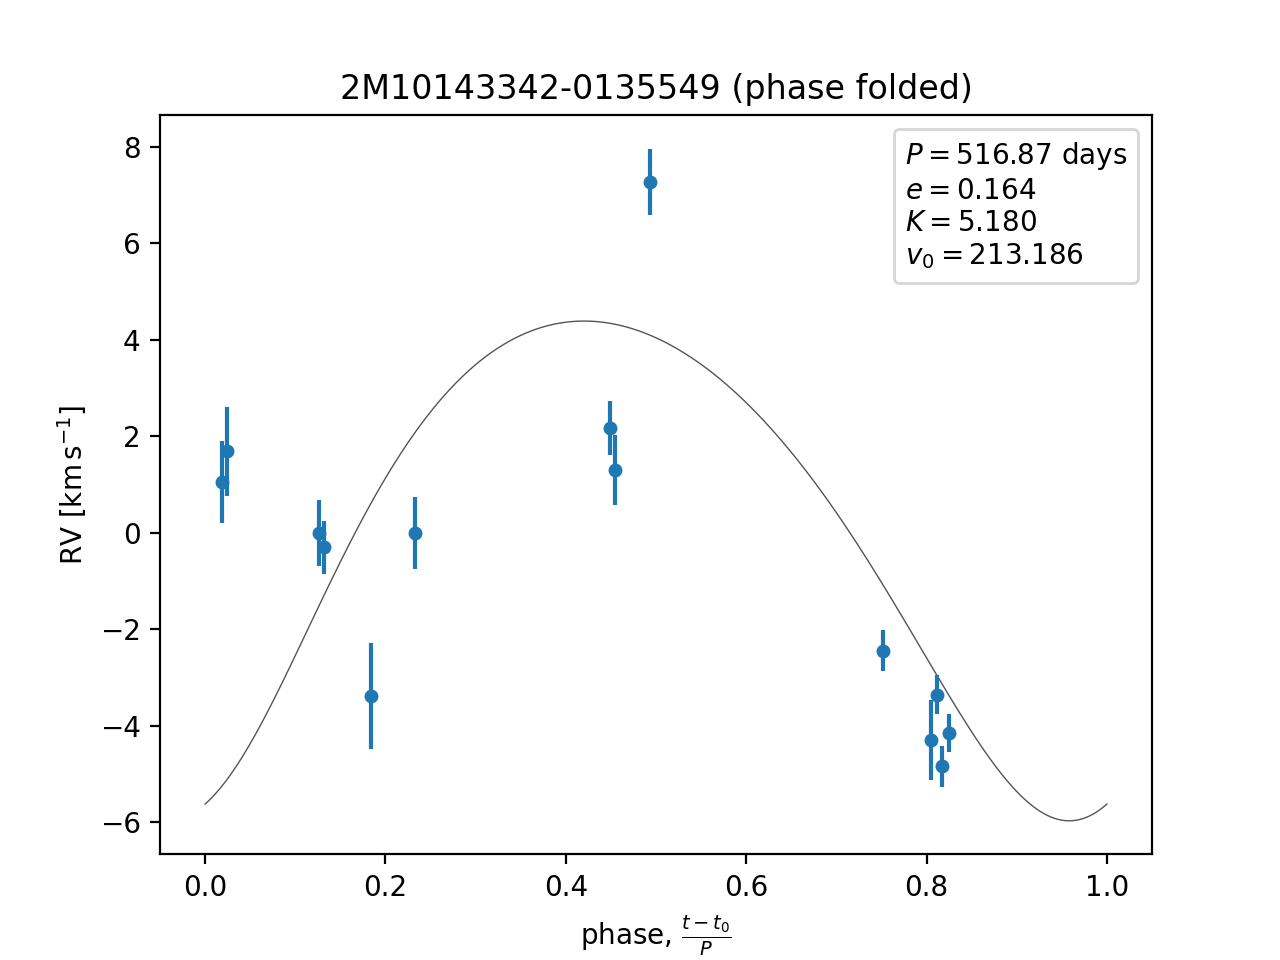 2M10143342-0135549 (phase folded)
P = 516.87 days
e = 0.164
K = 5.180
v₀ = 213.186
RV [km s⁻¹]
8
6
4
2
0
−2
−4
−6
0.0 0.2 0.4 0.6 0.8 1.0
phase, (t − t₀)/P